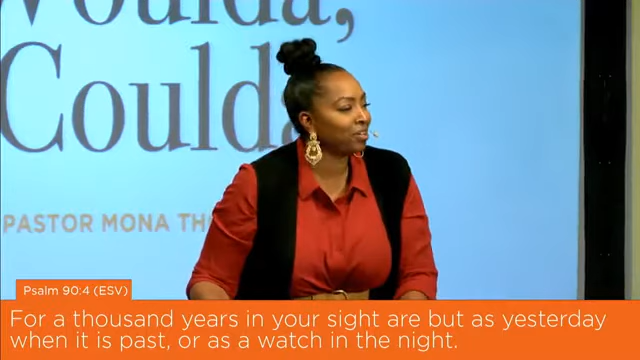 Woulda,
Coulda,
PASTOR MONA TH
Psalm 90:4 (ESV)
For a thousand years in your sight are but as yesterday
when it is past, or as a watch in the night.